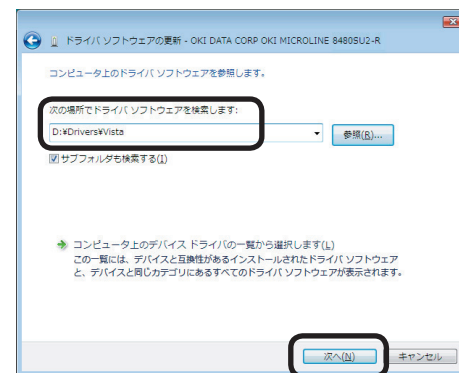 ドライバ ソフトウェアの更新 - OKI DATA CORP OKI MICROLINE 8480SU2-R
コンピュータ上のドライバ ソフトウェアを参照します。
次の場所でドライバ ソフトウェアを検索します:
D:¥Drivers¥Vista
参照(R)...
サブフォルダも検索する(I)
コンピュータ上のデバイス ドライバの一覧から選択します(L)
この一覧には、デバイスと互換性があるインストールされたドライバ ソフトウェア
と、デバイスと同じカテゴリにあるすべてのドライバ ソフトウェアが表示されます。
次へ(N)
キャンセル